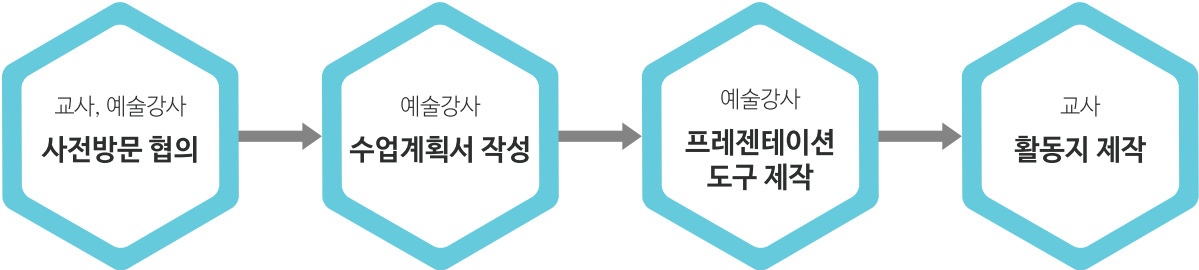 교사, 예술강사
사전방문 협의
예술강사
수업계획서 작성
예술강사
프레젠테이션
도구 제작
교사
활동지 제작